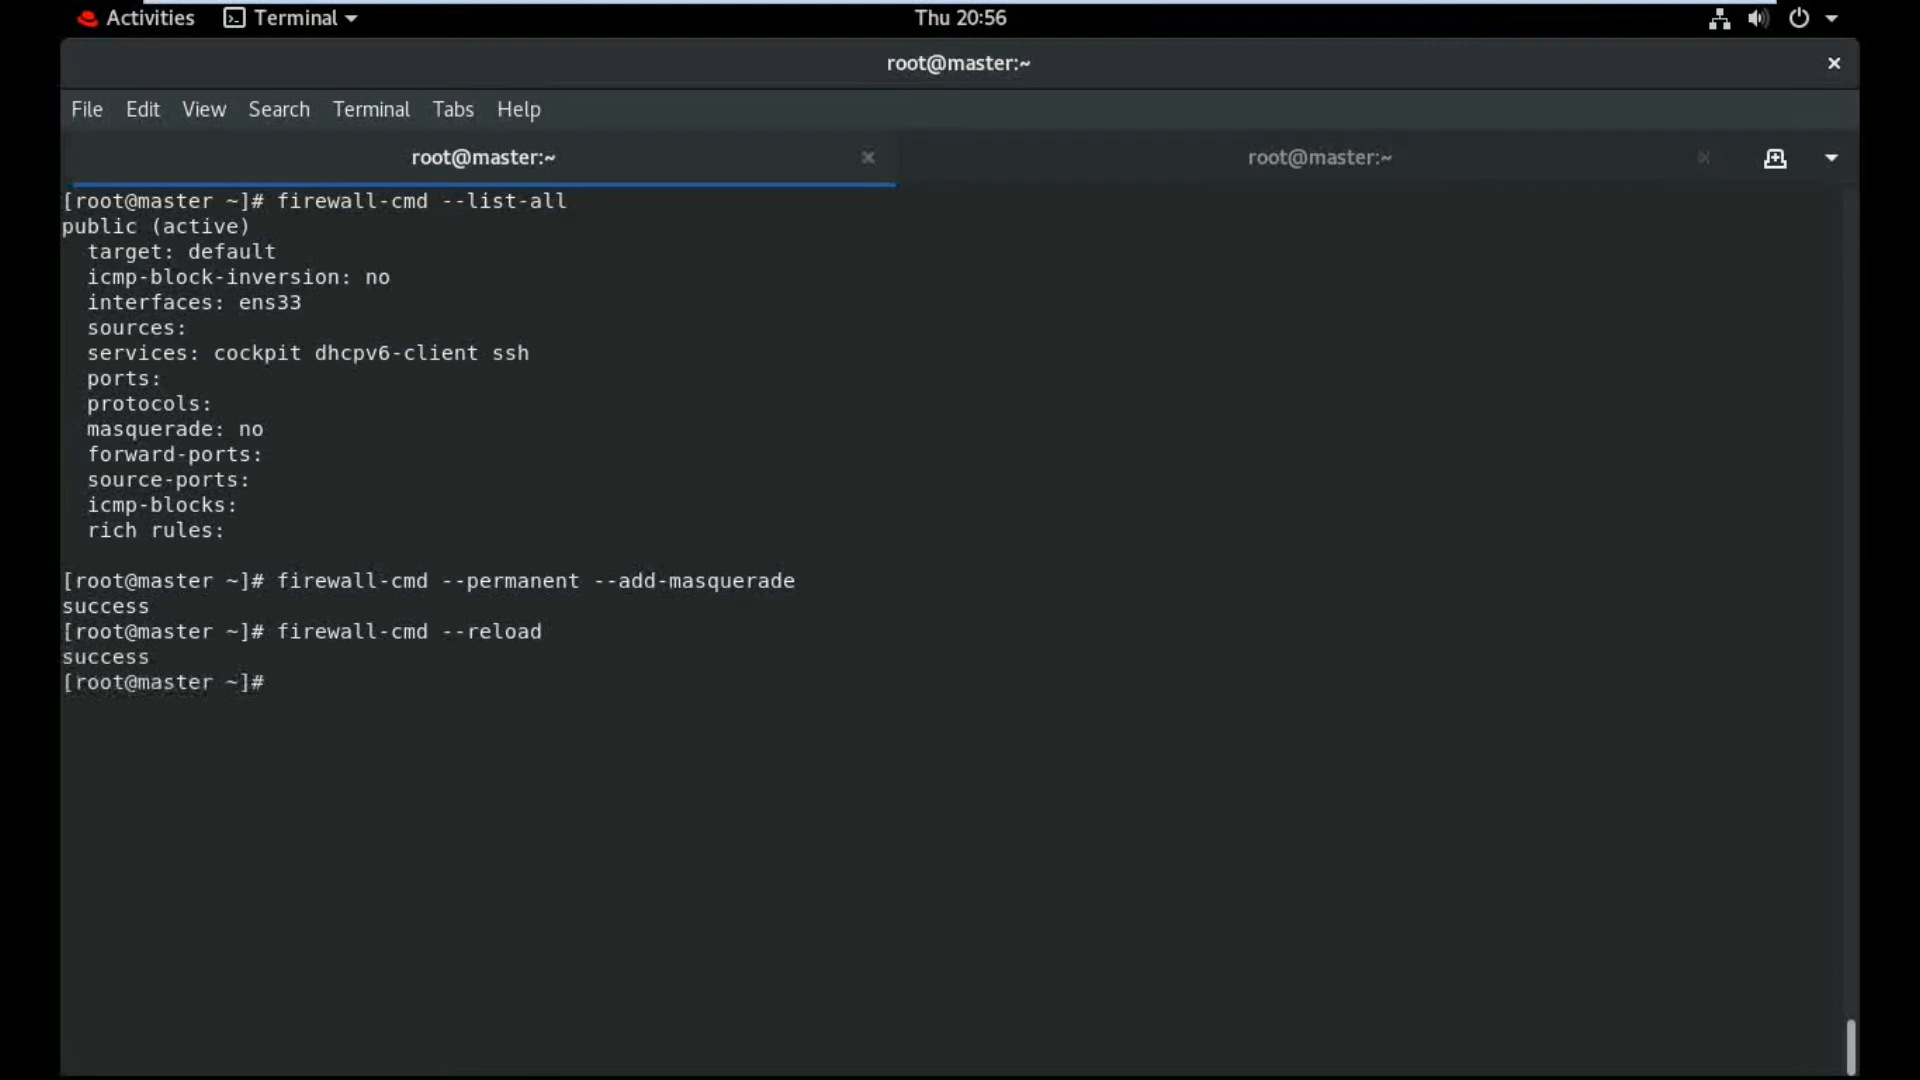 Activities Terminal Thu 20:56
root@master:~
File Edit View Search Terminal Tabs Help
root@master:~ root@master:~
[root@master ~]# firewall-cmd --list-all
public (active)
  target: default
  icmp-block-inversion: no
  interfaces: ens33
  sources:
  services: cockpit dhcpv6-client ssh
  ports:
  protocols:
  masquerade: no
  forward-ports:
  source-ports:
  icmp-blocks:
  rich rules:
[root@master ~]# firewall-cmd --permanent --add-masquerade
success
[root@master ~]# firewall-cmd --reload
success
[root@master ~]#